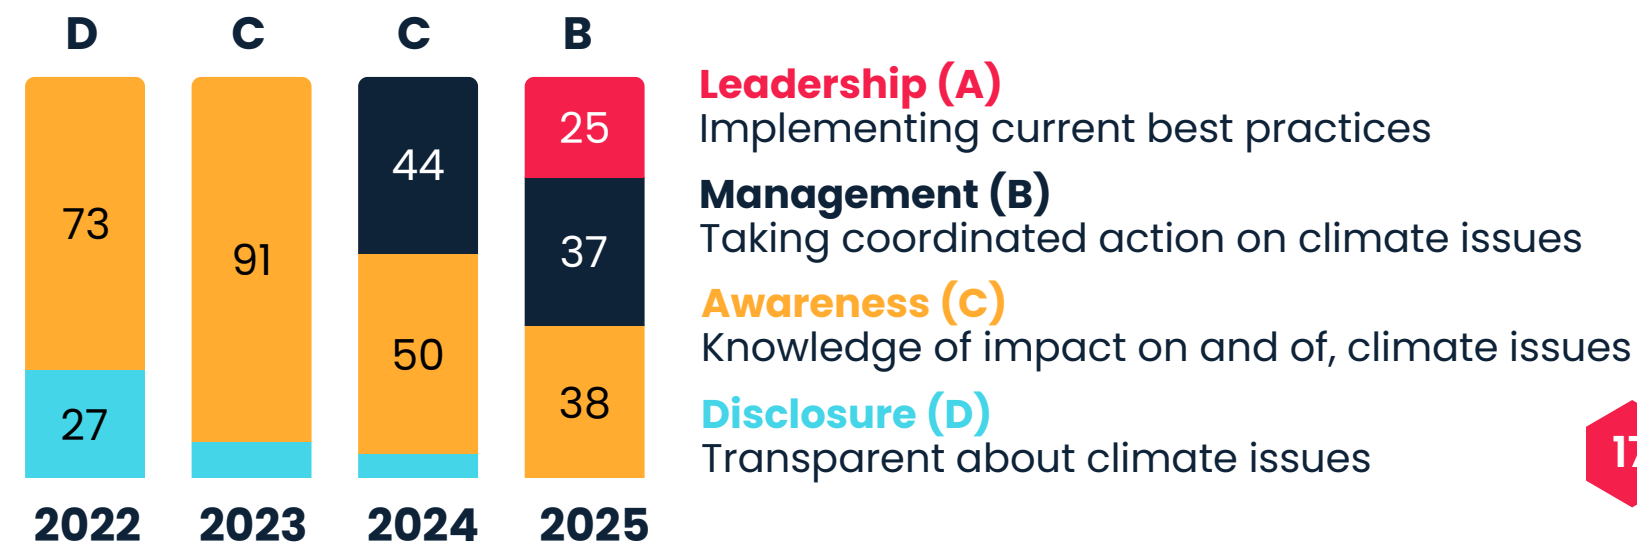 D C C B
73
27
91
44
50
25
37
38
2022 2023 2024 2025
Leadership (A)
Implementing current best practices
Management (B)
Taking coordinated action on climate issues
Awareness (C)
Knowledge of impact on and of, climate issues
Disclosure (D)
Transparent about climate issues